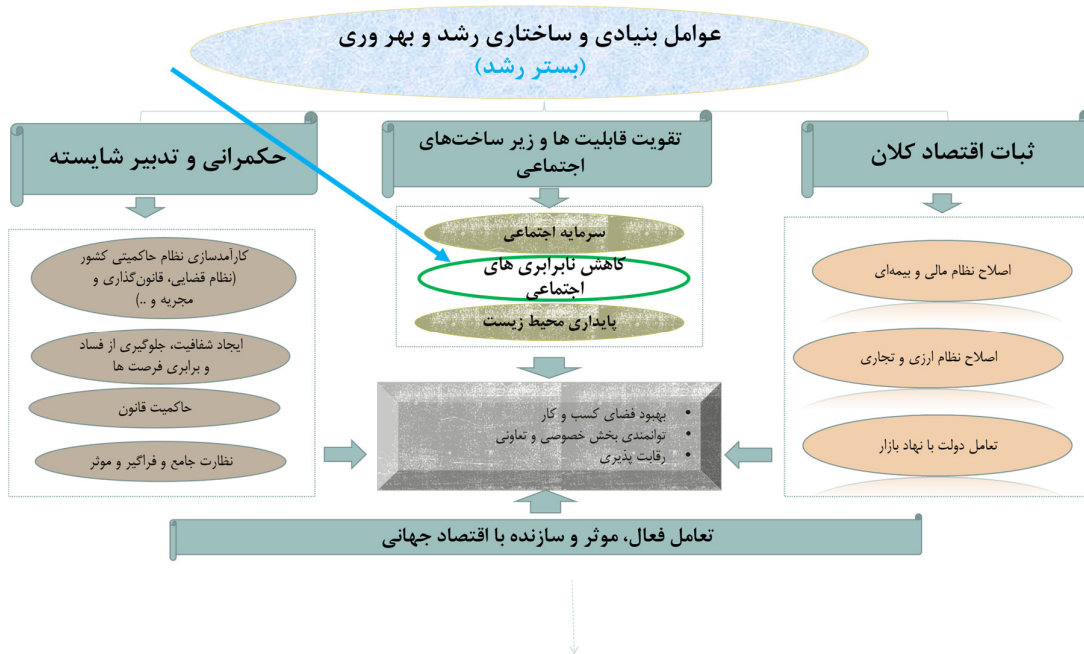 عوامل بنیادی و ساختاری رشد و بهر وری
(بستر رشد)
ثبات اقتصاد کلان
تقویت قابلیت ها و زیر ساخت‌های
اجتماعی
حکمرانی و تدبیر شایسته
اصلاح نظام مالی و بیمه‌ای
اصلاح نظام ارزی و تجاری
تعامل دولت با نهاد بازار
سرمایه اجتماعی
کاهش نابرابری های
اجتماعی
پایداری محیط زیست
کارآمدسازی نظام حاکمیتی کشور
(نظام قضایی، قانون‌گذاری و
مجریه و ..)
ایجاد شفافیت، جلوگیری از فساد
و برابری فرصت ها
حاکمیت قانون
نظارت جامع و فراگیر و موثر
• بهبود فضای کسب و کار
• توانمندی بخش خصوصی و تعاونی
• رقابت پذیری
تعامل فعال، موثر و سازنده با اقتصاد جهانی